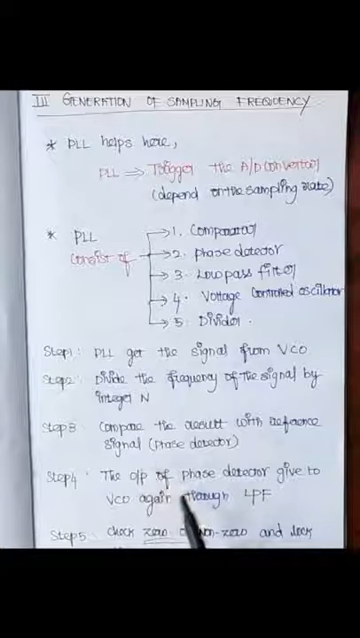 III GENERATION OF SAMPLING FREQUENCY
* PLL helps here,
PLL ⇒ Trigger the A/D Convertor
(depend on the sampling rate)
* PLL
consist of
→ 1. Comparator
→ 2. phase detector
→ 3. Low pass filter
→ 4. Voltage controlled oscillator
→ 5. Divider.
Step1: PLL get the signal from VCO
Step2: Divide the frequency of the signal by
integer N
Step3: Compare the result with reference
signal (phase detector)
Step4: The o/p of phase detector give to
VCO again through LPF
Step5: check zero non-zero and lock